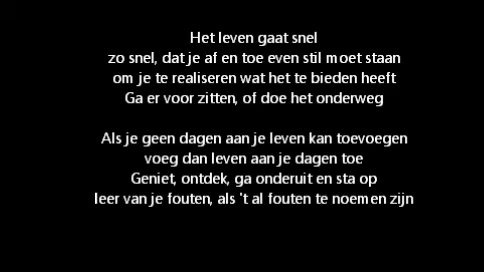 Het leven gaat snel
zo snel, dat je af en toe even stil moet staan
om je te realiseren wat het te bieden heeft
Ga er voor zitten, of doe het onderweg
Als je geen dagen aan je leven kan toevoegen
voeg dan leven aan je dagen toe
Geniet, ontdek, ga onderuit en sta op
leer van je fouten, als 't al fouten te noemen zijn